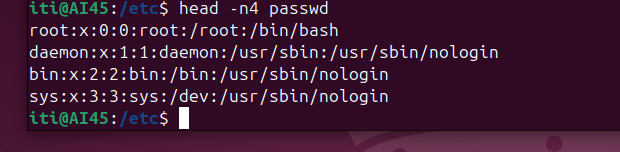 iti@AI45:/etc$ head -n4 passwd
root:x:0:0:root:/root:/bin/bash
daemon:x:1:1:daemon:/usr/sbin:/usr/sbin/nologin
bin:x:2:2:bin:/bin:/usr/sbin/nologin
sys:x:3:3:sys:/dev:/usr/sbin/nologin
iti@AI45:/etc$